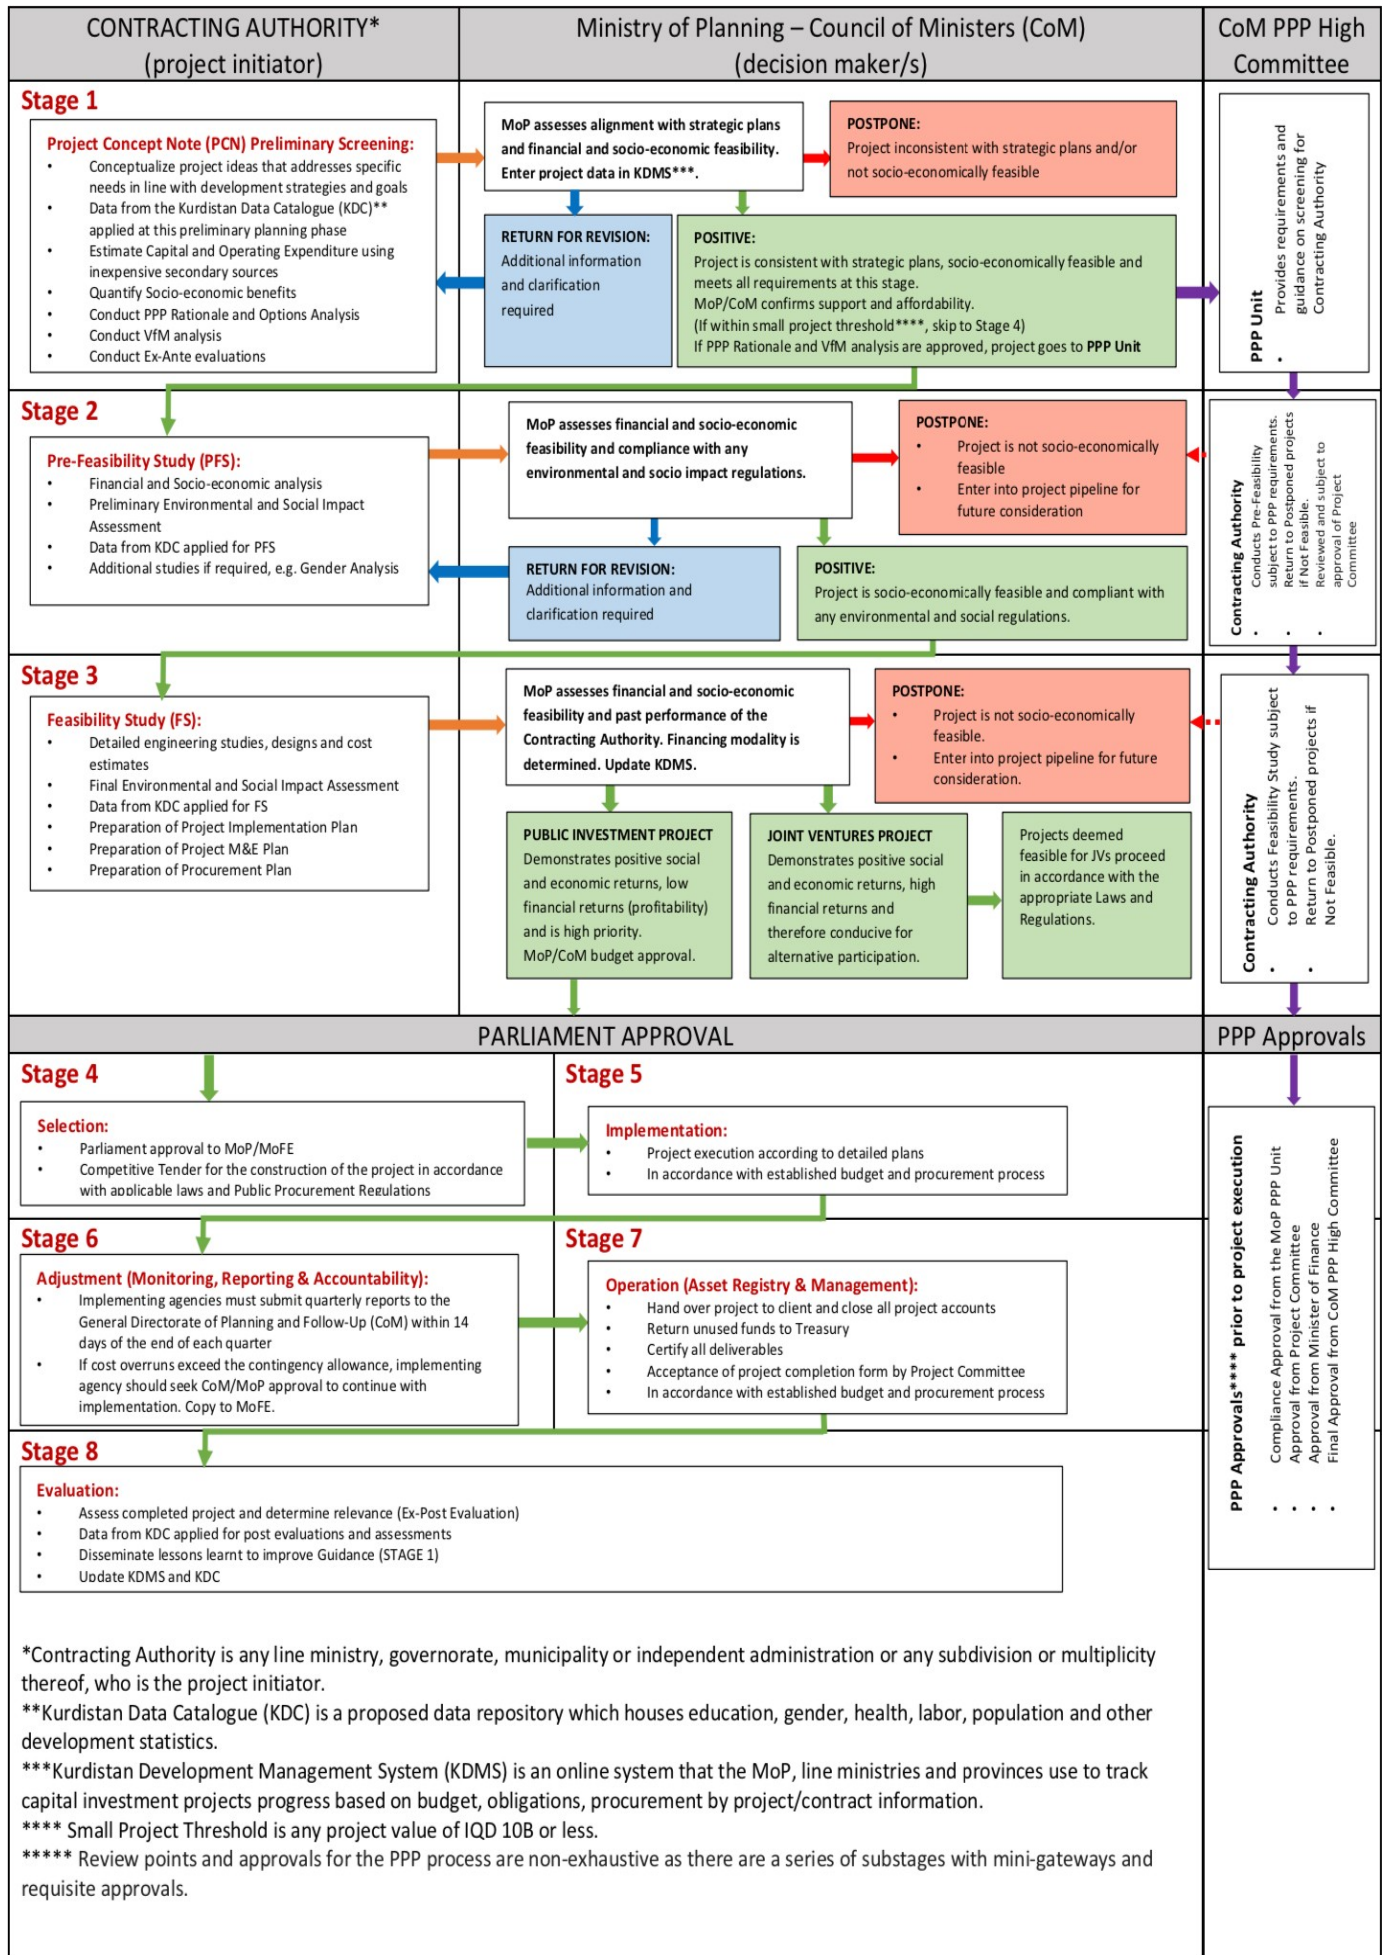 CONTRACTING AUTHORITY*
(project initiator)
Ministry of Planning – Council of Ministers (CoM)
(decision maker/s)
CoM PPP High
Committee
Stage 1
Project Concept Note (PCN) Preliminary Screening:
• Conceptualize project ideas that addresses specific
needs in line with development strategies and goals
• Data from the Kurdistan Data Catalogue (KDC)**
applied at this preliminary planning phase
• Estimate Capital and Operating Expenditure using
inexpensive secondary sources
• Quantify Socio-economic benefits
• Conduct PPP Rationale and Options Analysis
• Conduct VfM analysis
• Conduct Ex-Ante evaluations
MoP assesses alignment with strategic plans
and financial and socio-economic feasibility.
Enter project data in KDMS***.
POSTPONE:
Project inconsistent with strategic plans and/or
not socio-economically feasible
RETURN FOR REVISION:
Additional information
and clarification
required
POSITIVE:
Project is consistent with strategic plans, socio-economically feasible and
meets all requirements at this stage.
MoP/CoM confirms support and affordability.
(If within small project threshold****, skip to Stage 4)
If PPP Rationale and VfM analysis are approved, project goes to PPP Unit
PPP Unit
• Provides requirements and
guidance on screening for
Contracting Authority
Stage 2
Pre-Feasibility Study (PFS):
• Financial and Socio-economic analysis
• Preliminary Environmental and Social Impact
Assessment
• Data from KDC applied for PFS
• Additional studies if required, e.g. Gender Analysis
MoP assesses financial and socio-economic
feasibility and compliance with any
environmental and socio impact regulations.
POSTPONE:
• Project is not socio-economically
feasible
• Enter into project pipeline for
future consideration
RETURN FOR REVISION:
Additional information and
clarification required
POSITIVE:
Project is socio-economically feasible and compliant with
any environmental and social regulations.
Contracting Authority
• Conducts Pre-Feasibility
subject to PPP requirements.
• Return to Postponed projects
if Not Feasible.
• Reviewed and subject to
approval of Project
Committee
Stage 3
Feasibility Study (FS):
• Detailed engineering studies, designs and cost
estimates
• Final Environmental and Social Impact Assessment
• Data from KDC applied for FS
• Preparation of Project Implementation Plan
• Preparation of Project M&E Plan
• Preparation of Procurement Plan
MoP assesses financial and socio-economic
feasibility and past performance of the
Contracting Authority. Financing modality is
determined. Update KDMS.
POSTPONE:
• Project is not socio-economically
feasible.
• Enter into project pipeline for future
consideration.
PUBLIC INVESTMENT PROJECT
Demonstrates positive social
and economic returns, low
financial returns (profitability)
and is high priority.
MoP/CoM budget approval.
JOINT VENTURES PROJECT
Demonstrates positive social
and economic returns, high
financial returns and
therefore conducive for
alternative participation.
Projects deemed
feasible for JVs proceed
in accordance with the
appropriate Laws and
Regulations.
Contracting Authority
• Conducts Feasibility Study subject
to PPP requirements.
• Return to Postponed projects if
Not Feasible.
PARLIAMENT APPROVAL
PPP Approvals
Stage 4
Selection:
• Parliament approval to MoP/MoFE
• Competitive Tender for the construction of the project in accordance
with applicable laws and Public Procurement Regulations
Stage 5
Implementation:
• Project execution according to detailed plans
• In accordance with established budget and procurement process
Stage 6
Adjustment (Monitoring, Reporting & Accountability):
• Implementing agencies must submit quarterly reports to the
General Directorate of Planning and Follow-Up (CoM) within 14
days of the end of each quarter
• If cost overruns exceed the contingency allowance, implementing
agency should seek CoM/MoP approval to continue with
implementation. Copy to MoFE.
Stage 7
Operation (Asset Registry & Management):
• Hand over project to client and close all project accounts
• Return unused funds to Treasury
• Certify all deliverables
• Acceptance of project completion form by Project Committee
• In accordance with established budget and procurement process
PPP Approvals**** prior to project execution
• Compliance Approval from the MoP PPP Unit
• Approval from Project Committee
• Approval from Minister of Finance
• Final Approval from CoM PPP High Committee
Stage 8
Evaluation:
• Assess completed project and determine relevance (Ex-Post Evaluation)
• Data from KDC applied for post evaluations and assessments
• Disseminate lessons learnt to improve Guidance (STAGE 1)
• Update KDMS and KDC
*Contracting Authority is any line ministry, governorate, municipality or independent administration or any subdivision or multiplicity
thereof, who is the project initiator.
**Kurdistan Data Catalogue (KDC) is a proposed data repository which houses education, gender, health, labor, population and other
development statistics.
***Kurdistan Development Management System (KDMS) is an online system that the MoP, line ministries and provinces use to track
capital investment projects progress based on budget, obligations, procurement by project/contract information.
**** Small Project Threshold is any project value of IQD 10B or less.
***** Review points and approvals for the PPP process are non-exhaustive as there are a series of substages with mini-gateways and
requisite approvals.